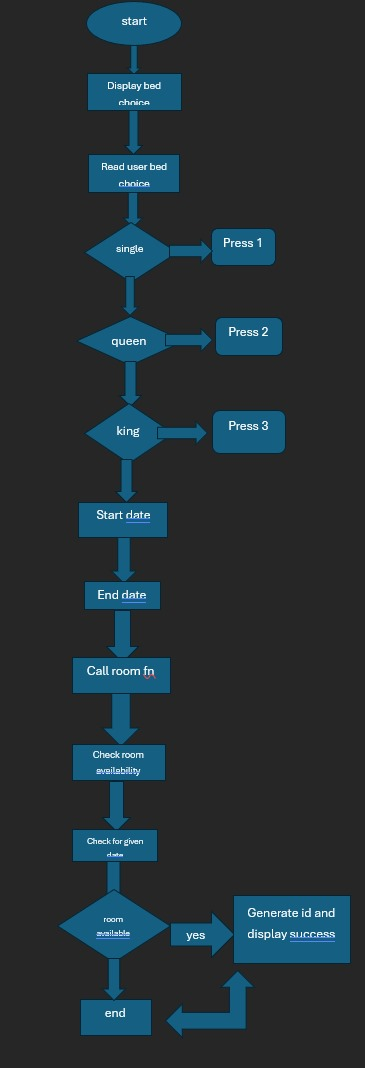 start
Display bed
choice
Read user bed
choice
single
Press 1
queen
Press 2
king
Press 3
Start date
End date
Call room fn
Check room
availability
Check for given
date
room
available
yes
Generate id and
display success
end